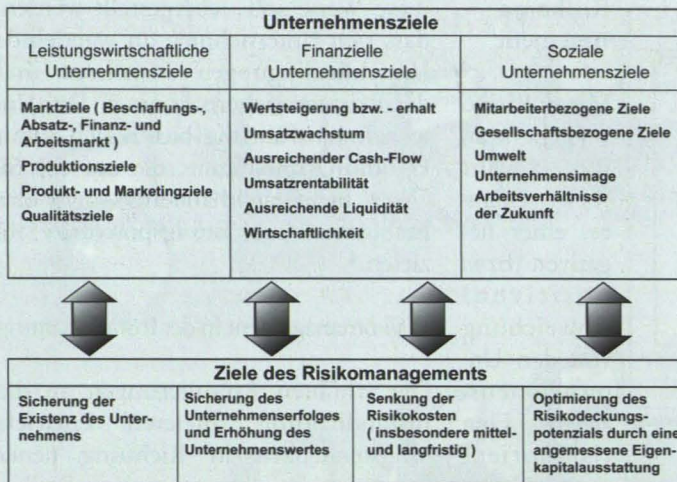 Unternehmensziele
Leistungswirtschaftliche
Unternehmensziele
Finanzielle
Unternehmensziele
Soziale
Unternehmensziele
Marktziele ( Beschaffungs-,
Absatz-, Finanz- und
Arbeitsmarkt )
Produktionsziele
Produkt- und Marketingziele
Qualitätsziele
Wertsteigerung bzw. - erhalt
Umsatzwachstum
Ausreichender Cash-Flow
Umsatzrentabilität
Ausreichende Liquidität
Wirtschaftlichkeit
Mitarbeiterbezogene Ziele
Gesellschaftsbezogene Ziele
Umwelt
Unternehmensimage
Arbeitsverhältnisse
der Zukunft
Ziele des Risikomanagements
Sicherung der
Existenz des Unter-
nehmens
Sicherung des
Unternehmenserfolges
und Erhöhung des
Unternehmenswertes
Senkung der
Risikokosten
( insbesondere mittel-
und langfristig )
Optimierung des
Risikodeckungs-
potenzials durch eine
angemessene Eigen-
kapitalausstattung